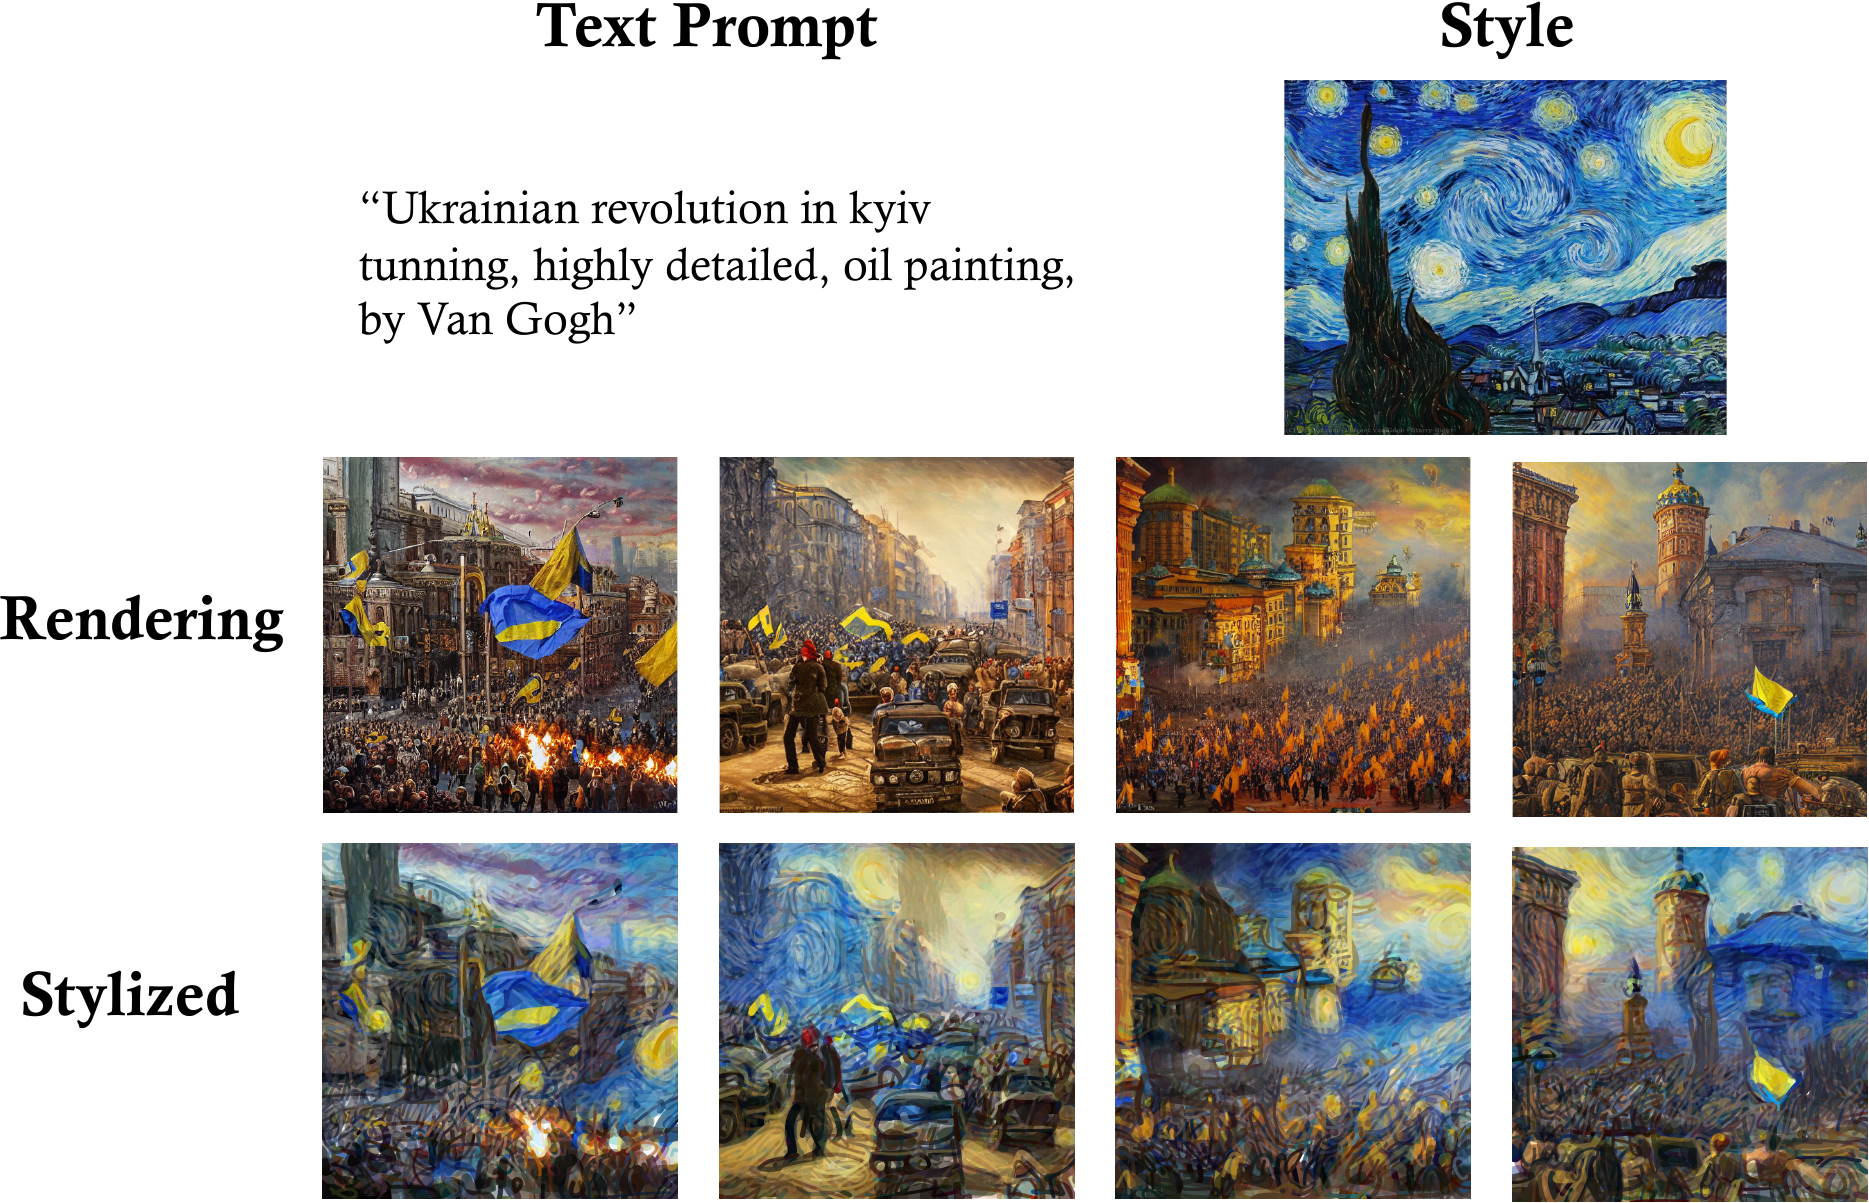 Text Prompt
Style
“Ukrainian revolution in kyiv
tunning, highly detailed, oil painting,
by Van Gogh”
Rendering
Stylized